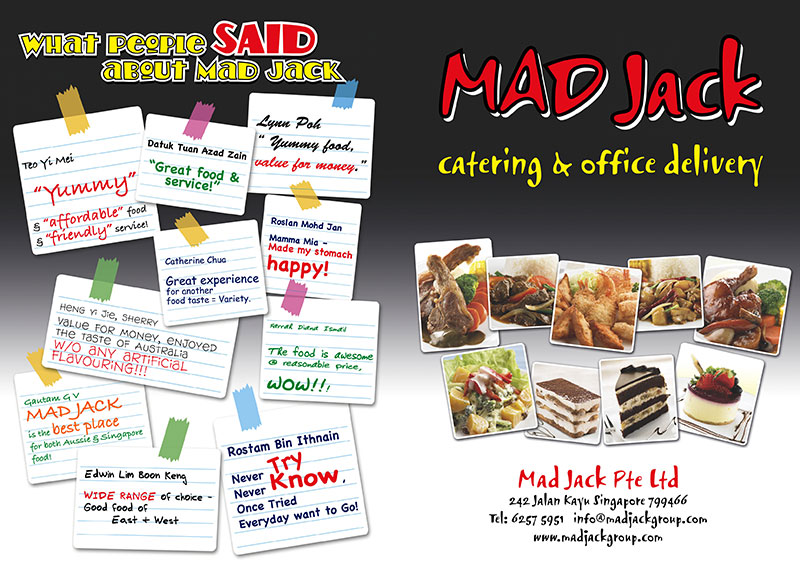 What people SAID
about Mad Jack
Teo Yi Mei
"Yummy"
§ "affordable" food
§ "friendly" service!
Datuk Tuan Azad Zain
"Great food &
service!"
Lynn Poh
" Yummy food,
value for money."
Catherine Chua
Great experience
for another
food taste = Variety.
Roslan Mohd Jan
Mamma Mia -
Made my stomach
happy!
HENG YI JIE, SHERRY
VALUE FOR MONEY, ENJOYED
THE TASTE OF AUSTRALIA
W/O ANY ARTIFICIAL
FLAVOURING!!!
Karrak Diana Ismail
The food is awesome
@ reasonable price,
WOW!!!
Gautam G V
MAD JACK
is the best place
for both Aussie § Singapore
food!
Edwin Lim Boon Keng
WIDE RANGE of choice -
Good food of
East + West
Rostam Bin Ithnain
Never Try
Never Know,
Once Tried
Everyday want to Go!
MAD Jack
catering & office delivery
Mad Jack Pte Ltd
242 Jalan Kayu Singapore 799466
Tel: 6257 5951 info@madjackgroup.com
www.madjackgroup.com